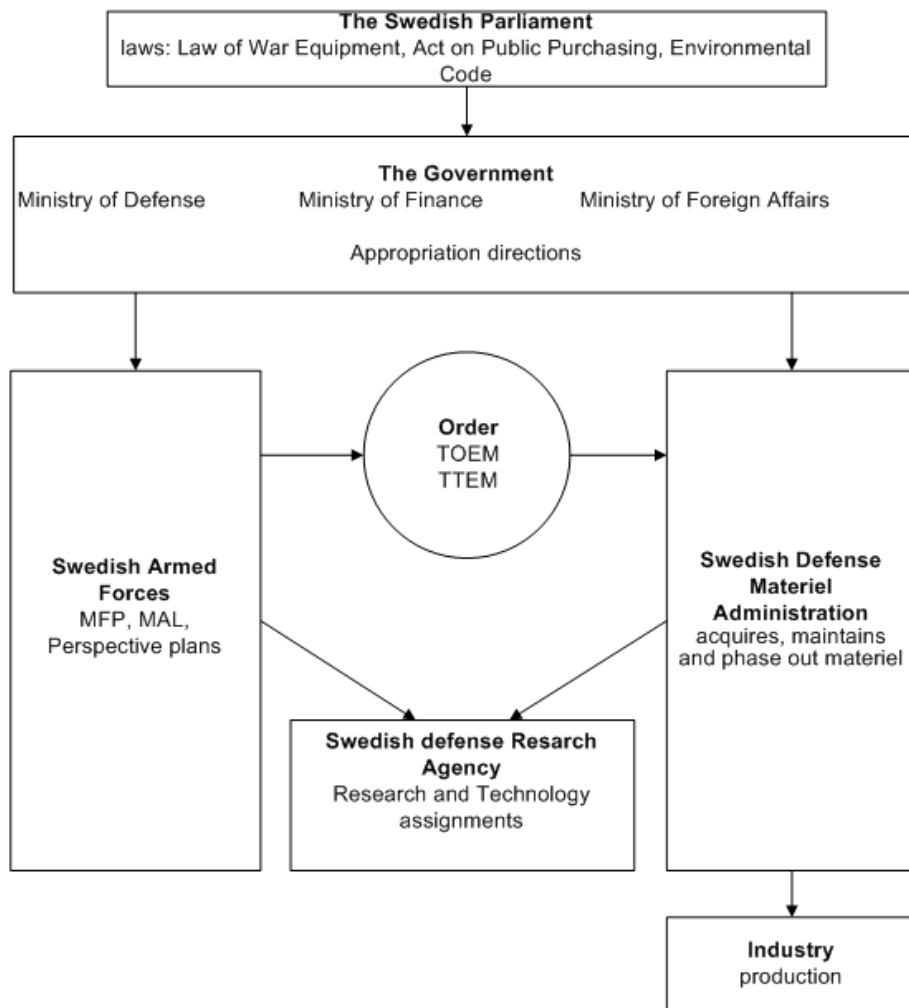 The Swedish Parliament
laws: Law of War Equipment, Act on Public Purchasing, Environmental
Code
The Government
Ministry of Defense Ministry of Finance Ministry of Foreign Affairs
Appropriation directions
Order
TOEM
TTEM
Swedish Armed
Forces
MFP, MAL,
Perspective plans
Swedish Defense
Materiel
Administration
acquires, maintains
and phase out materiel
Swedish defense Resarch
Agency
Research and Technology
assignments
Industry
production